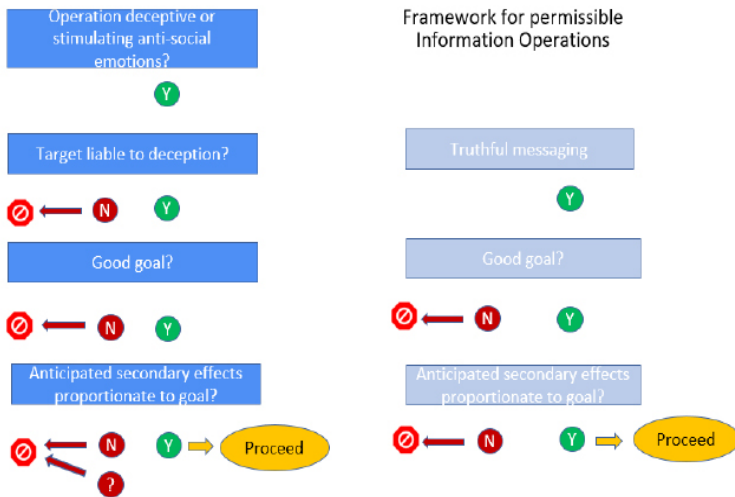 Operation deceptive or
stimulating anti-social
emotions?
Y
Target liable to deception?
N
Y
Good goal?
N
Y
Anticipated secondary effects
proportionate to goal?
N
Y
Proceed
?
Framework for permissible
Information Operations
Truthful messaging
Y
Good goal?
N
Y
Anticipated secondary effects
proportionate to goal?
N
Y
Proceed